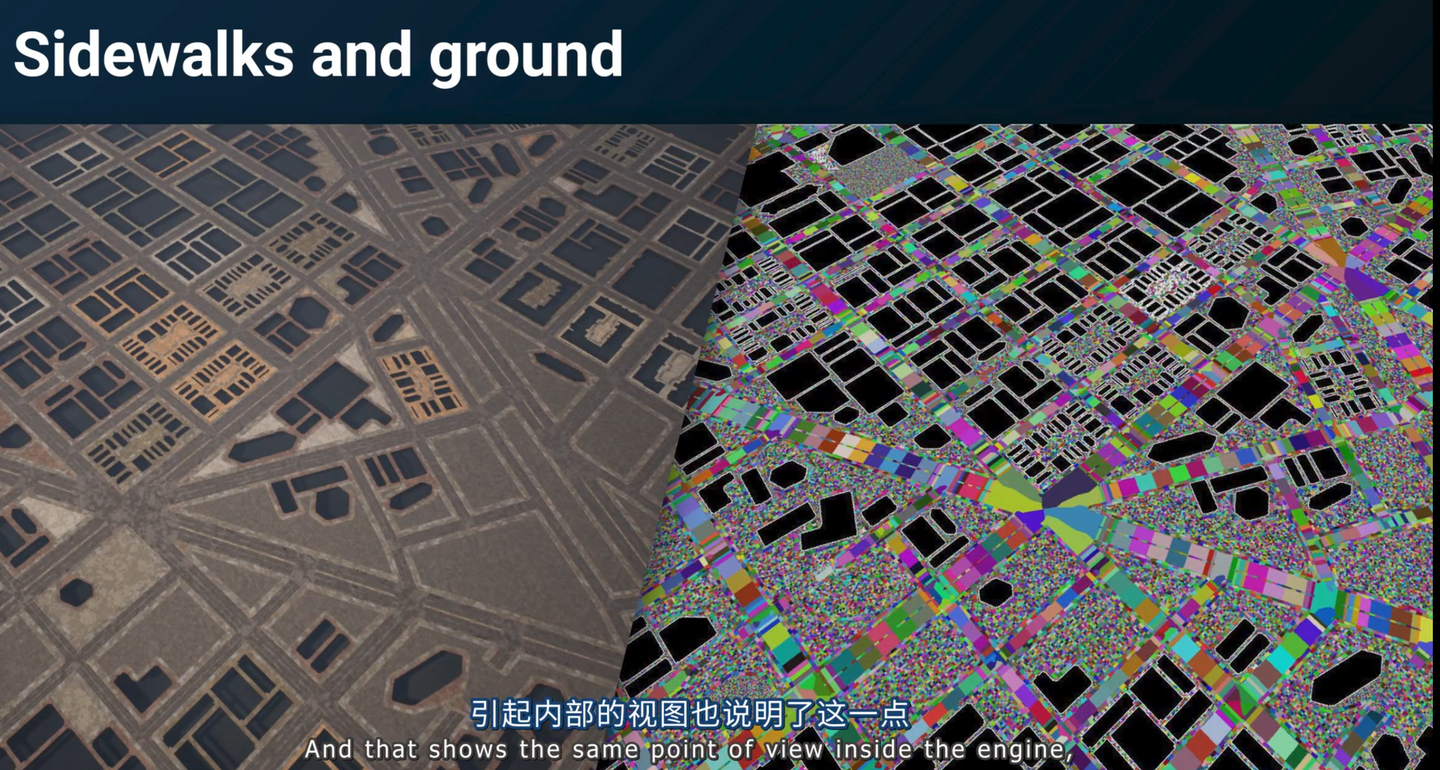 Sidewalks and ground
引起内部的视图也说明了这一点
And that shows the same point of view inside the engine,